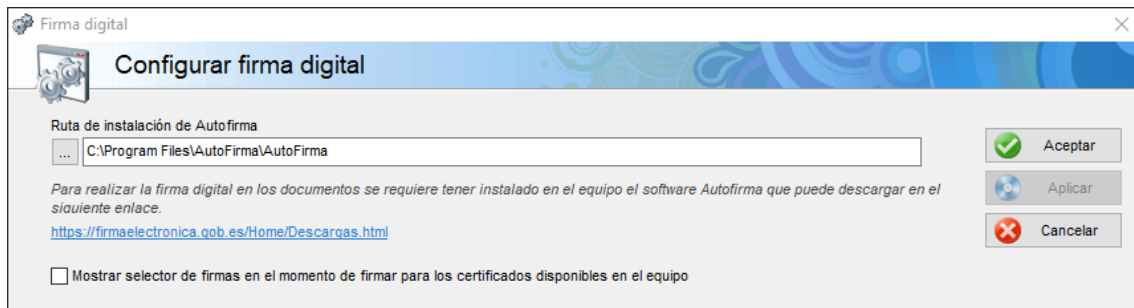 Firma digital
Configurar firma digital
Ruta de instalación de Autofirma
... C:\Program Files\AutoFirma\AutoFirma
Aceptar
Para realizar la firma digital en los documentos se requiere tener instalado en el equipo el software Autofirma que puede descargar en el
siguiente enlace.
Aplicar
https://firmaelectronica.gob.es/Home/Descargas.html
Cancelar
Mostrar selector de firmas en el momento de firmar para los certificados disponibles en el equipo